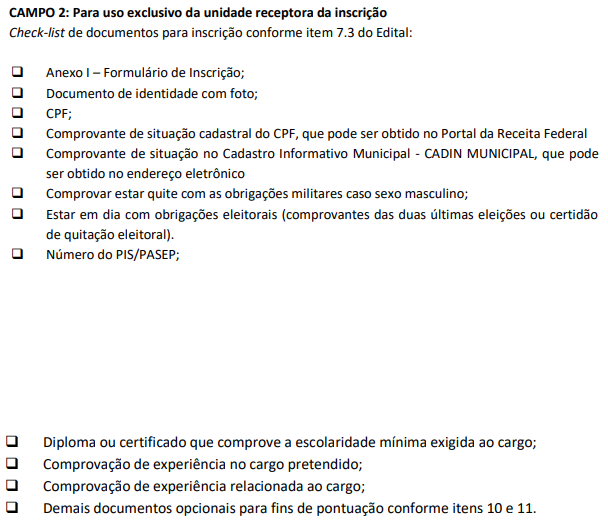 CAMPO 2: Para uso exclusivo da unidade receptora da inscrição
Check-list de documentos para inscrição conforme item 7.3 do Edital:
❑ Anexo I – Formulário de Inscrição;
❑ Documento de identidade com foto;
❑ CPF;
❑ Comprovante de situação cadastral do CPF, que pode ser obtido no Portal da Receita Federal
❑ Comprovante de situação no Cadastro Informativo Municipal - CADIN MUNICIPAL, que pode
ser obtido no endereço eletrônico
❑ Comprovar estar quite com as obrigações militares caso sexo masculino;
❑ Estar em dia com obrigações eleitorais (comprovantes das duas últimas eleições ou certidão
de quitação eleitoral).
❑ Número do PIS/PASEP;
❑ Diploma ou certificado que comprove a escolaridade mínima exigida ao cargo;
❑ Comprovação de experiência no cargo pretendido;
❑ Comprovação de experiência relacionada ao cargo;
❑ Demais documentos opcionais para fins de pontuação conforme itens 10 e 11.